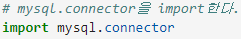 # mysql.connector을 import한다.
import mysql.connector